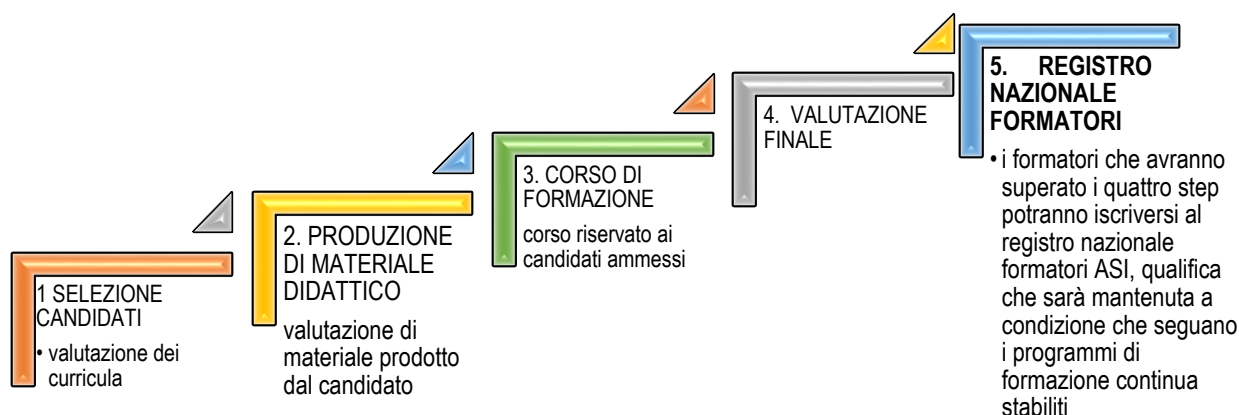 1 SELEZIONE
CANDIDATI
• valutazione dei
curricula
2. PRODUZIONE
DI MATERIALE
DIDATTICO
valutazione di
materiale prodotto
dal candidato
3. CORSO DI
FORMAZIONE
corso riservato ai
candidati ammessi
4. VALUTAZIONE
FINALE
5. REGISTRO
NAZIONALE
FORMATORI
• i formatori che avranno
superato i quattro step
potranno iscriversi al
registro nazionale
formatori ASI, qualifica
che sarà mantenuta a
condizione che seguano
i programmi di
formazione continua
stabiliti